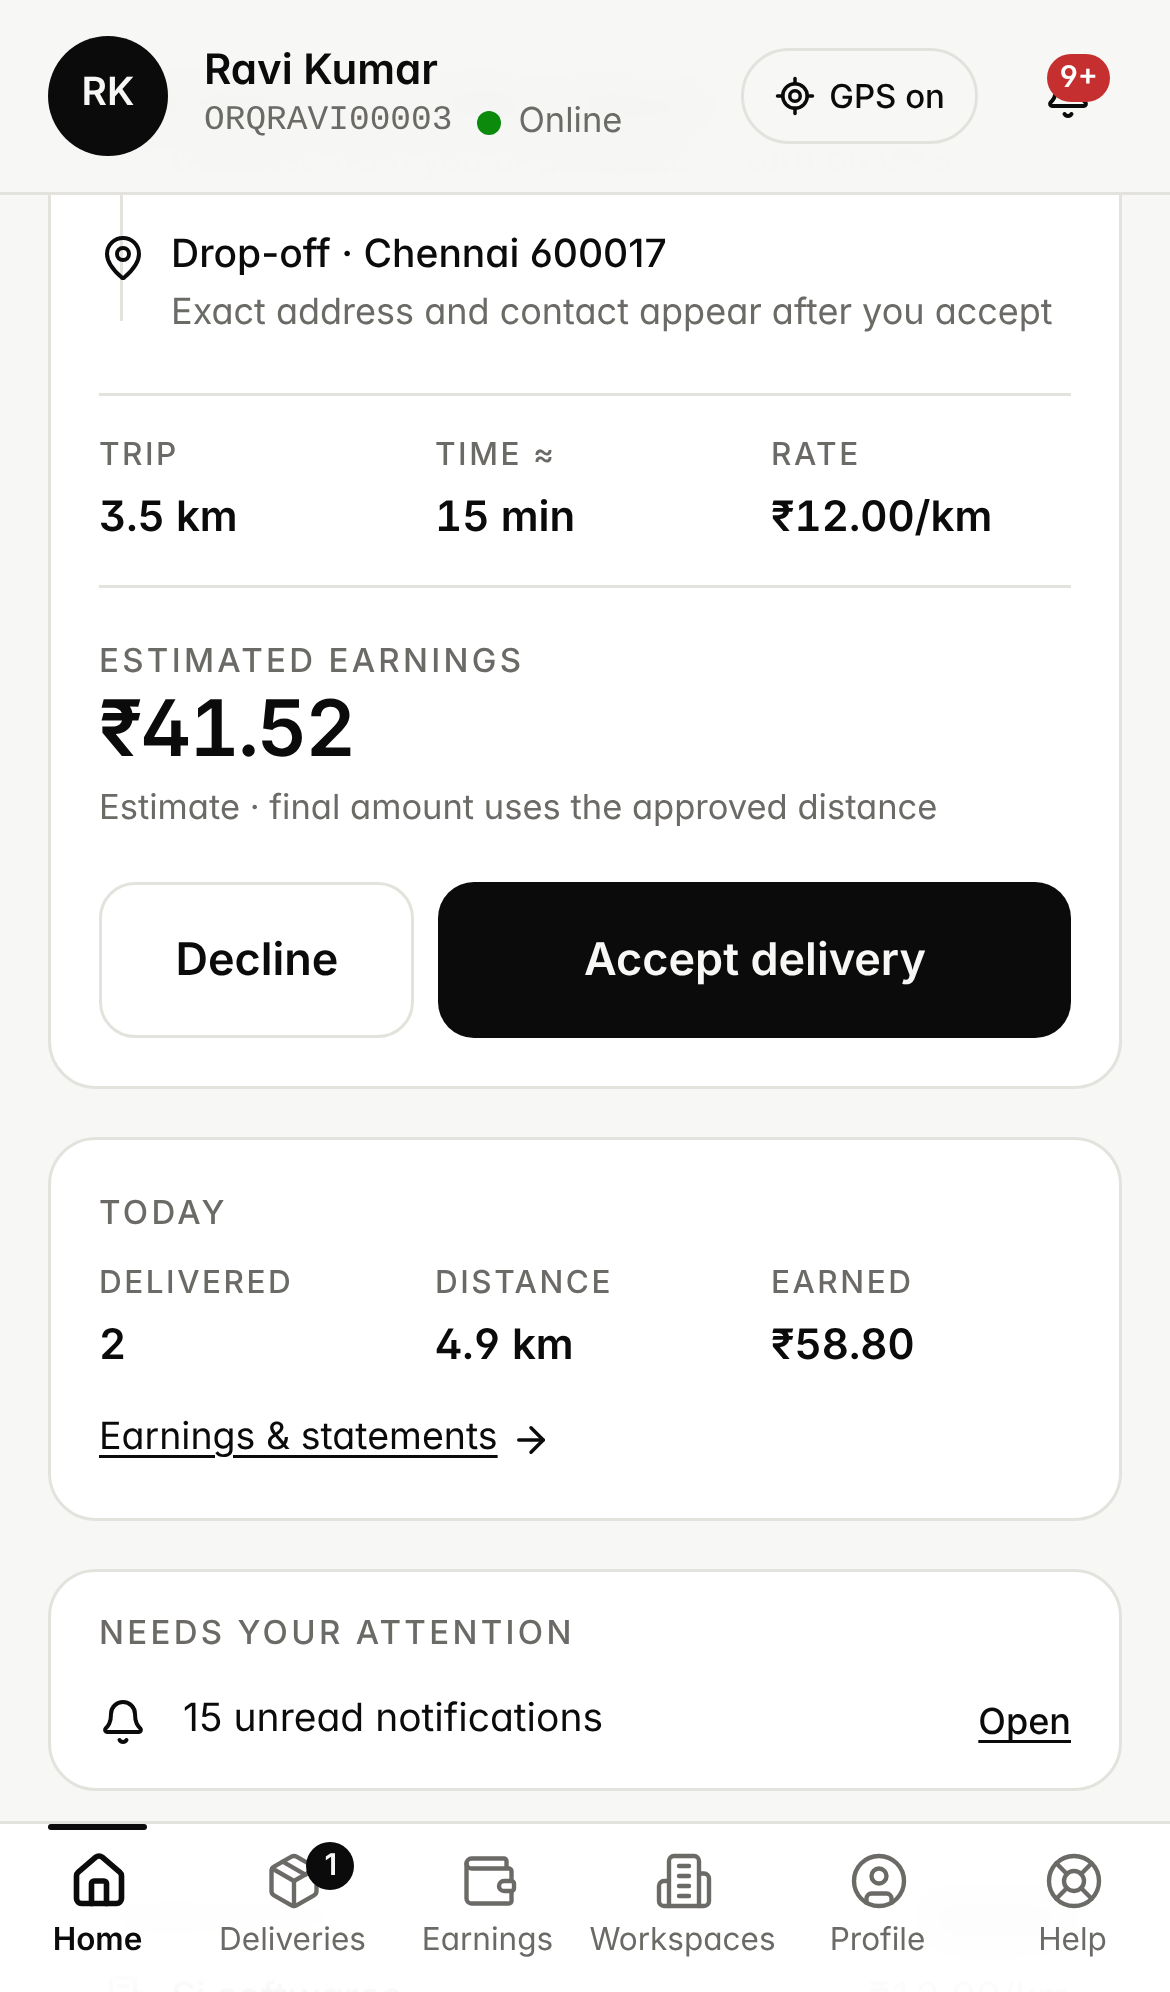 RK
Ravi Kumar
ORQRAVI00003 Online
GPS on
9+
Drop-off · Chennai 600017
Exact address and contact appear after you accept
TRIP TIME ≈ RATE
3.5 km 15 min ₹12.00/km
ESTIMATED EARNINGS
₹41.52
Estimate · final amount uses the approved distance
Decline Accept delivery
TODAY
DELIVERED DISTANCE EARNED
2 4.9 km ₹58.80
Earnings & statements →
NEEDS YOUR ATTENTION
15 unread notifications Open
1
Home Deliveries Earnings Workspaces Profile Help